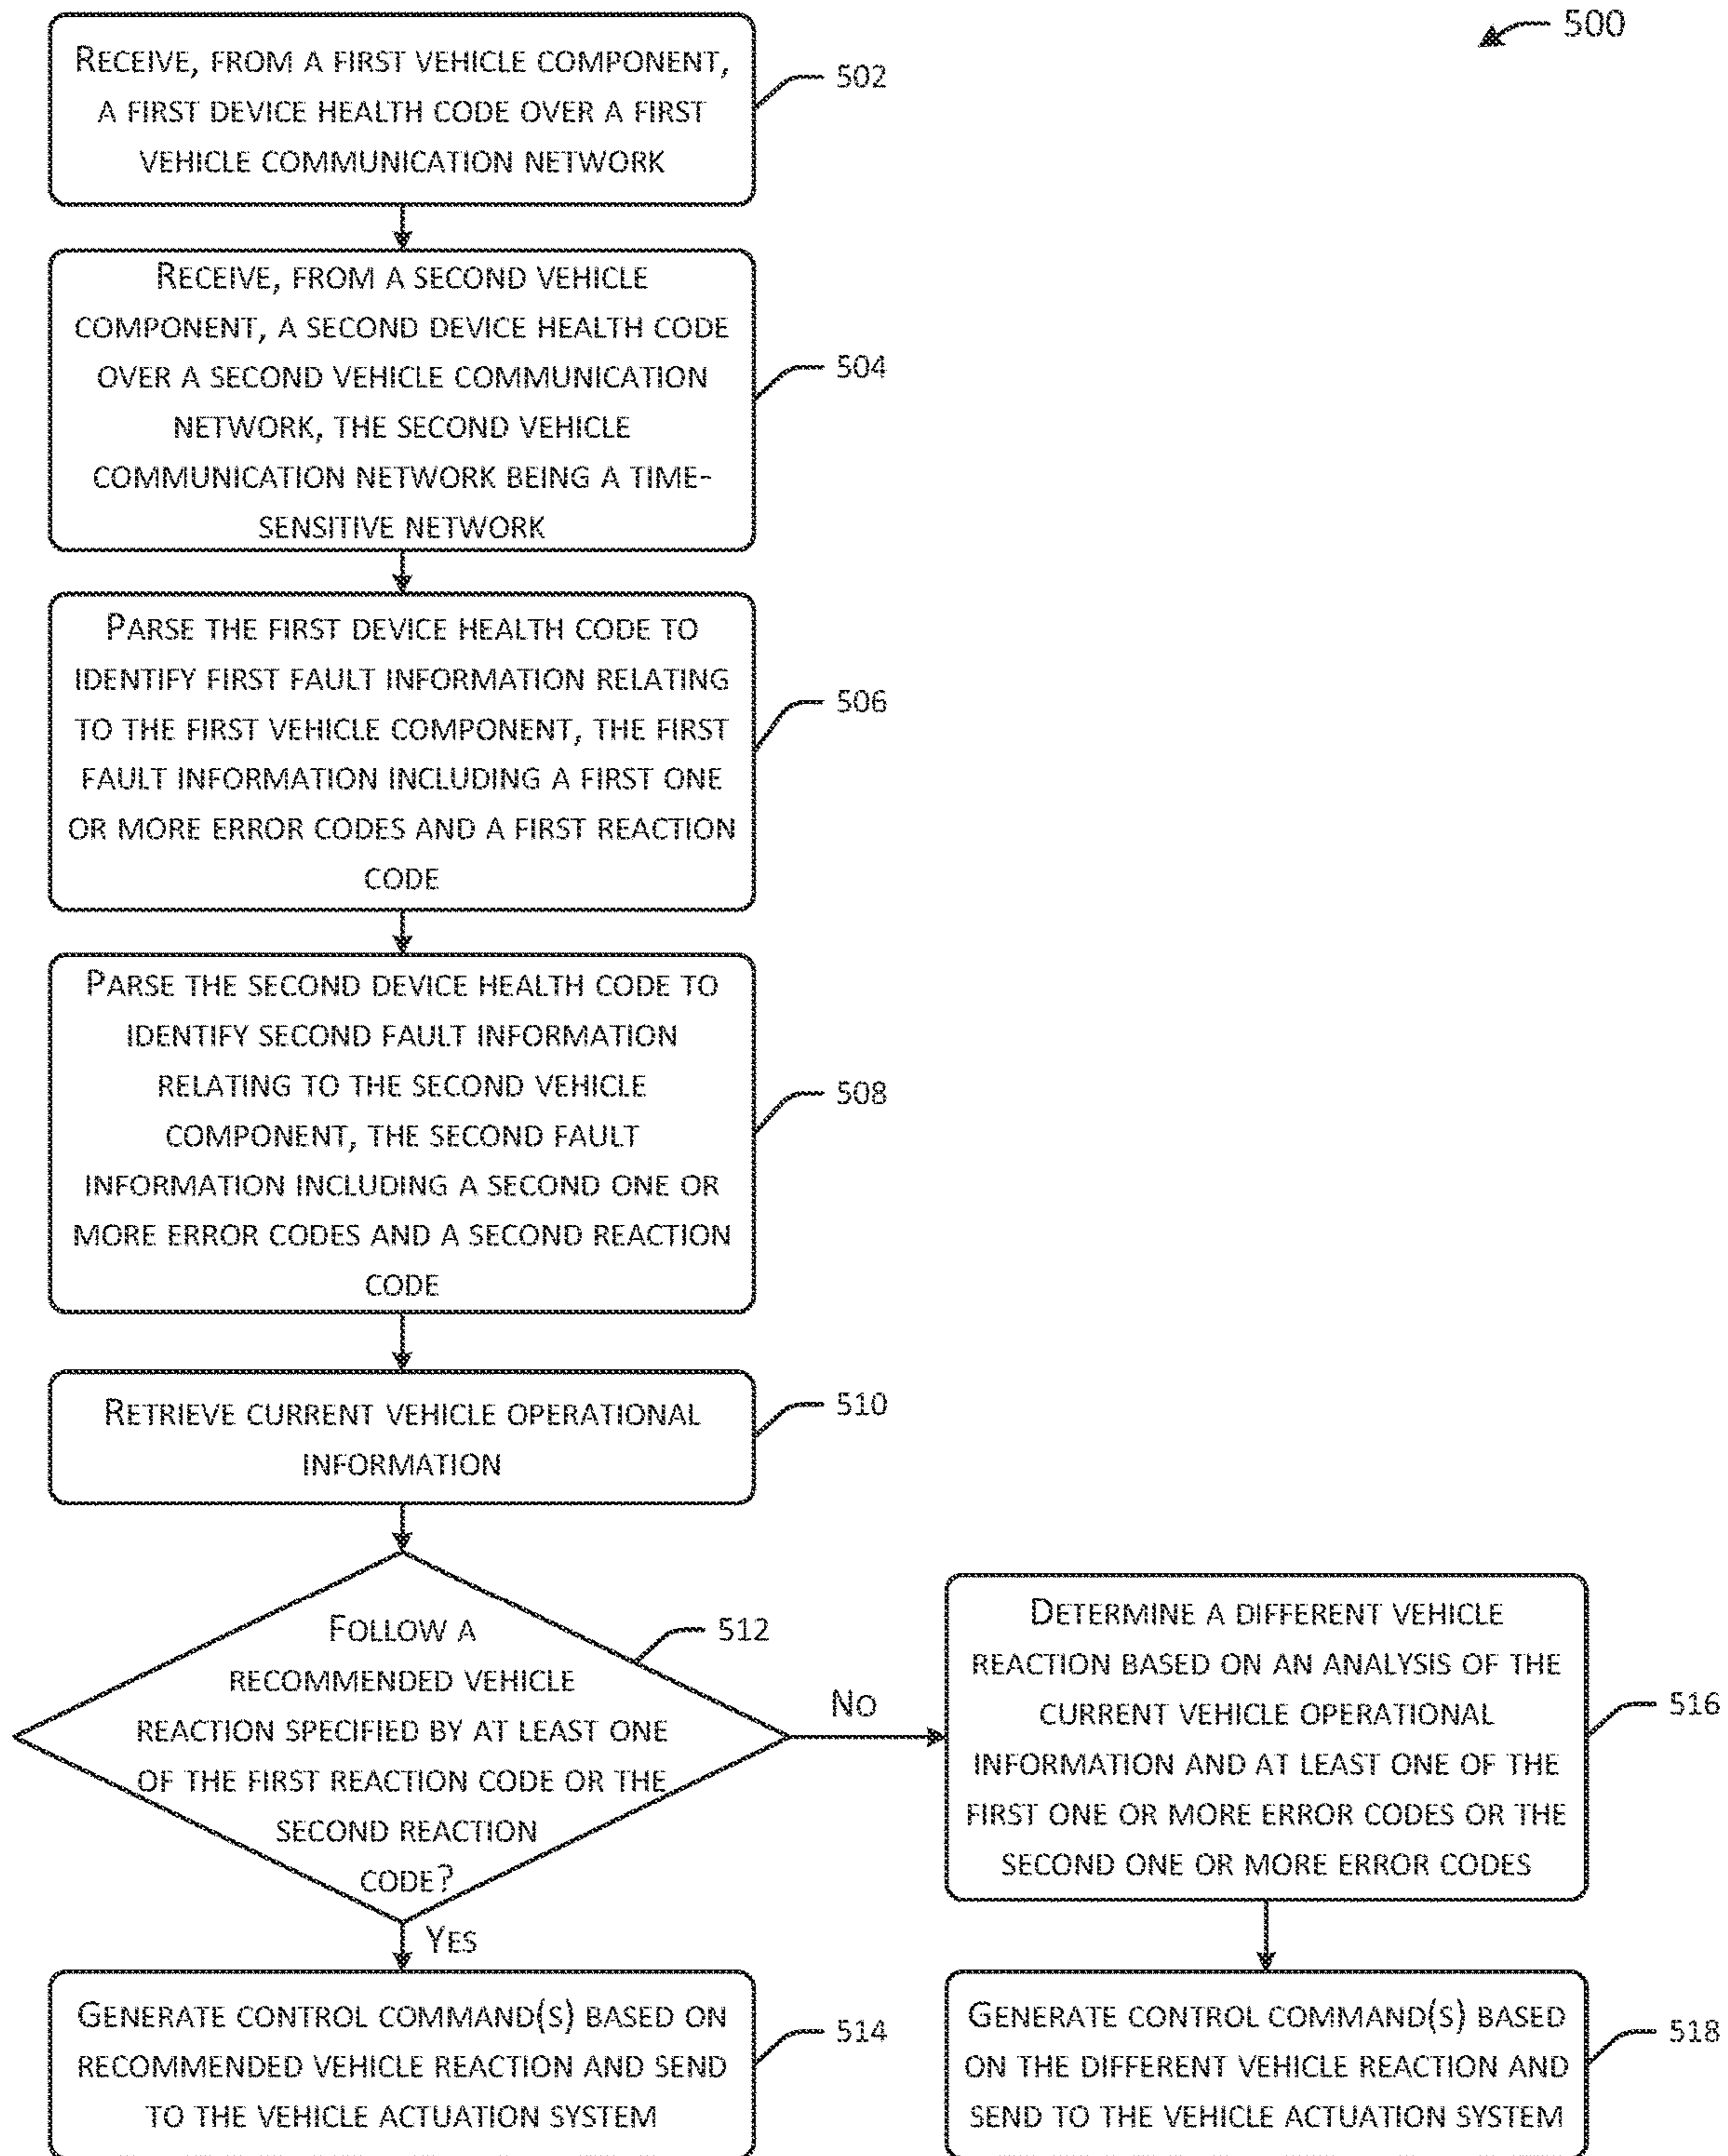 500
RECEIVE, FROM A FIRST VEHICLE COMPONENT,
A FIRST DEVICE HEALTH CODE OVER A FIRST
VEHICLE COMMUNICATION NETWORK
502
RECEIVE, FROM A SECOND VEHICLE
COMPONENT, A SECOND DEVICE HEALTH CODE
OVER A SECOND VEHICLE COMMUNICATION
NETWORK, THE SECOND VEHICLE
COMMUNICATION NETWORK BEING A TIME-
SENSITIVE NETWORK
504
PARSE THE FIRST DEVICE HEALTH CODE TO
IDENTIFY FIRST FAULT INFORMATION RELATING
TO THE FIRST VEHICLE COMPONENT, THE FIRST
FAULT INFORMATION INCLUDING A FIRST ONE
OR MORE ERROR CODES AND A FIRST REACTION
CODE
506
PARSE THE SECOND DEVICE HEALTH CODE TO
IDENTIFY SECOND FAULT INFORMATION
RELATING TO THE SECOND VEHICLE
COMPONENT, THE SECOND FAULT
INFORMATION INCLUDING A SECOND ONE OR
MORE ERROR CODES AND A SECOND REACTION
CODE
508
RETRIEVE CURRENT VEHICLE OPERATIONAL
INFORMATION
510
FOLLOW A
RECOMMENDED VEHICLE
REACTION SPECIFIED BY AT LEAST ONE
OF THE FIRST REACTION CODE OR THE
SECOND REACTION
CODE?
512
NO
YES
DETERMINE A DIFFERENT VEHICLE
REACTION BASED ON AN ANALYSIS OF THE
CURRENT VEHICLE OPERATIONAL
INFORMATION AND AT LEAST ONE OF THE
FIRST ONE OR MORE ERROR CODES OR THE
SECOND ONE OR MORE ERROR CODES
516
GENERATE CONTROL COMMAND(S) BASED ON
RECOMMENDED VEHICLE REACTION AND SEND
TO THE VEHICLE ACTUATION SYSTEM
514
GENERATE CONTROL COMMAND(S) BASED
ON THE DIFFERENT VEHICLE REACTION AND
SEND TO THE VEHICLE ACTUATION SYSTEM
518